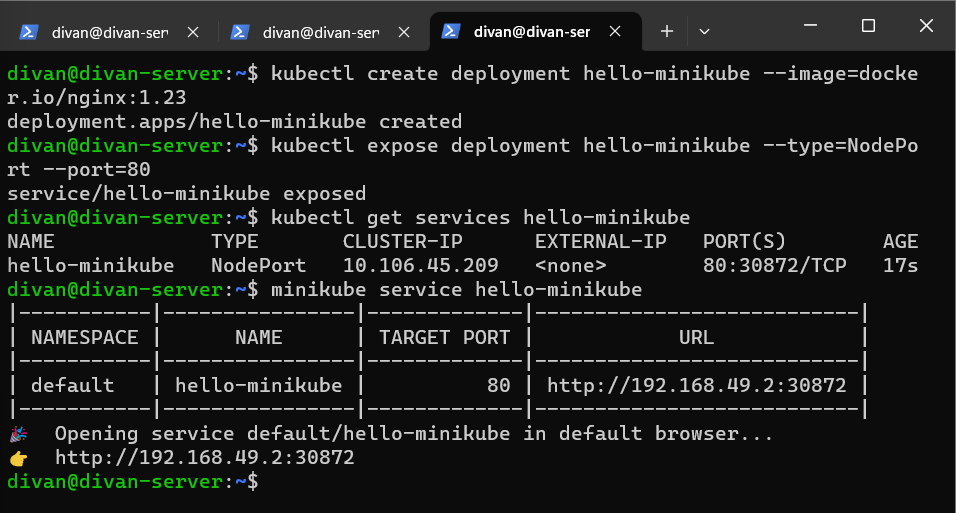 divan@divan-ser
divan@divan-ser
divan@divan-ser
divan@divan-server:~$ kubectl create deployment hello-minikube --image=docke
r.io/nginx:1.23
deployment.apps/hello-minikube created
divan@divan-server:~$ kubectl expose deployment hello-minikube --type=NodePo
rt --port=80
service/hello-minikube exposed
divan@divan-server:~$ kubectl get services hello-minikube
NAME             TYPE       CLUSTER-IP      EXTERNAL-IP   PORT(S)        AGE
hello-minikube   NodePort   10.106.45.209   <none>        80:30872/TCP   17s
divan@divan-server:~$ minikube service hello-minikube
|-----------|----------------|-------------|---------------------------|
| NAMESPACE |      NAME      | TARGET PORT |            URL            |
|-----------|----------------|-------------|---------------------------|
| default   | hello-minikube |          80 | http://192.168.49.2:30872 |
|-----------|----------------|-------------|---------------------------|
🎉  Opening service default/hello-minikube in default browser...
👉  http://192.168.49.2:30872
divan@divan-server:~$